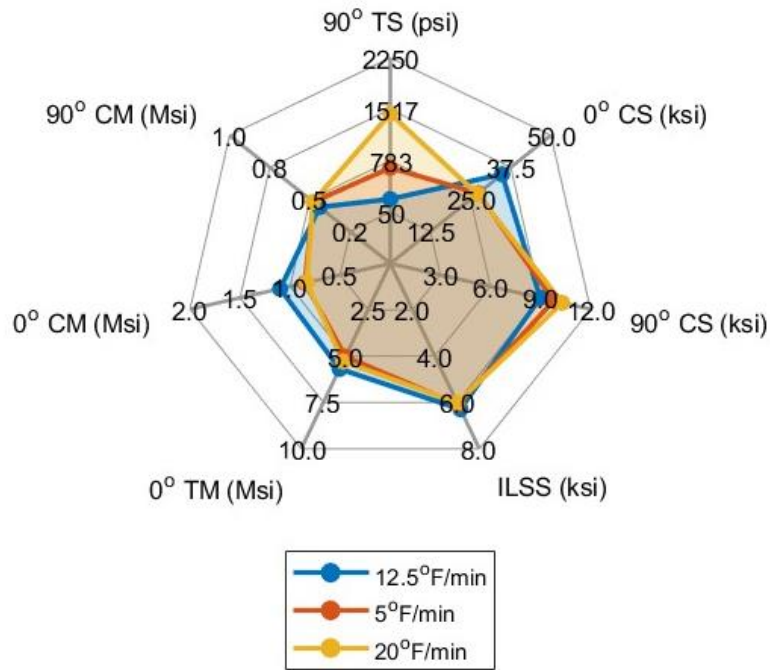 90° TS (psi)
2250
1517
783
50
90° CM (Msi)
1.0
0.8
0.5
0.2
0° CS (ksi)
50.0
37.5
25.0
12.5
0° CM (Msi)
2.0
1.5
1.0
0.5
3.0
6.0
9.0
12.0
90° CS (ksi)
2.5
5.0
7.5
10.0
0° TM (Msi)
2.0
4.0
6.0
8.0
ILSS (ksi)
12.5°F/min
5°F/min
20°F/min